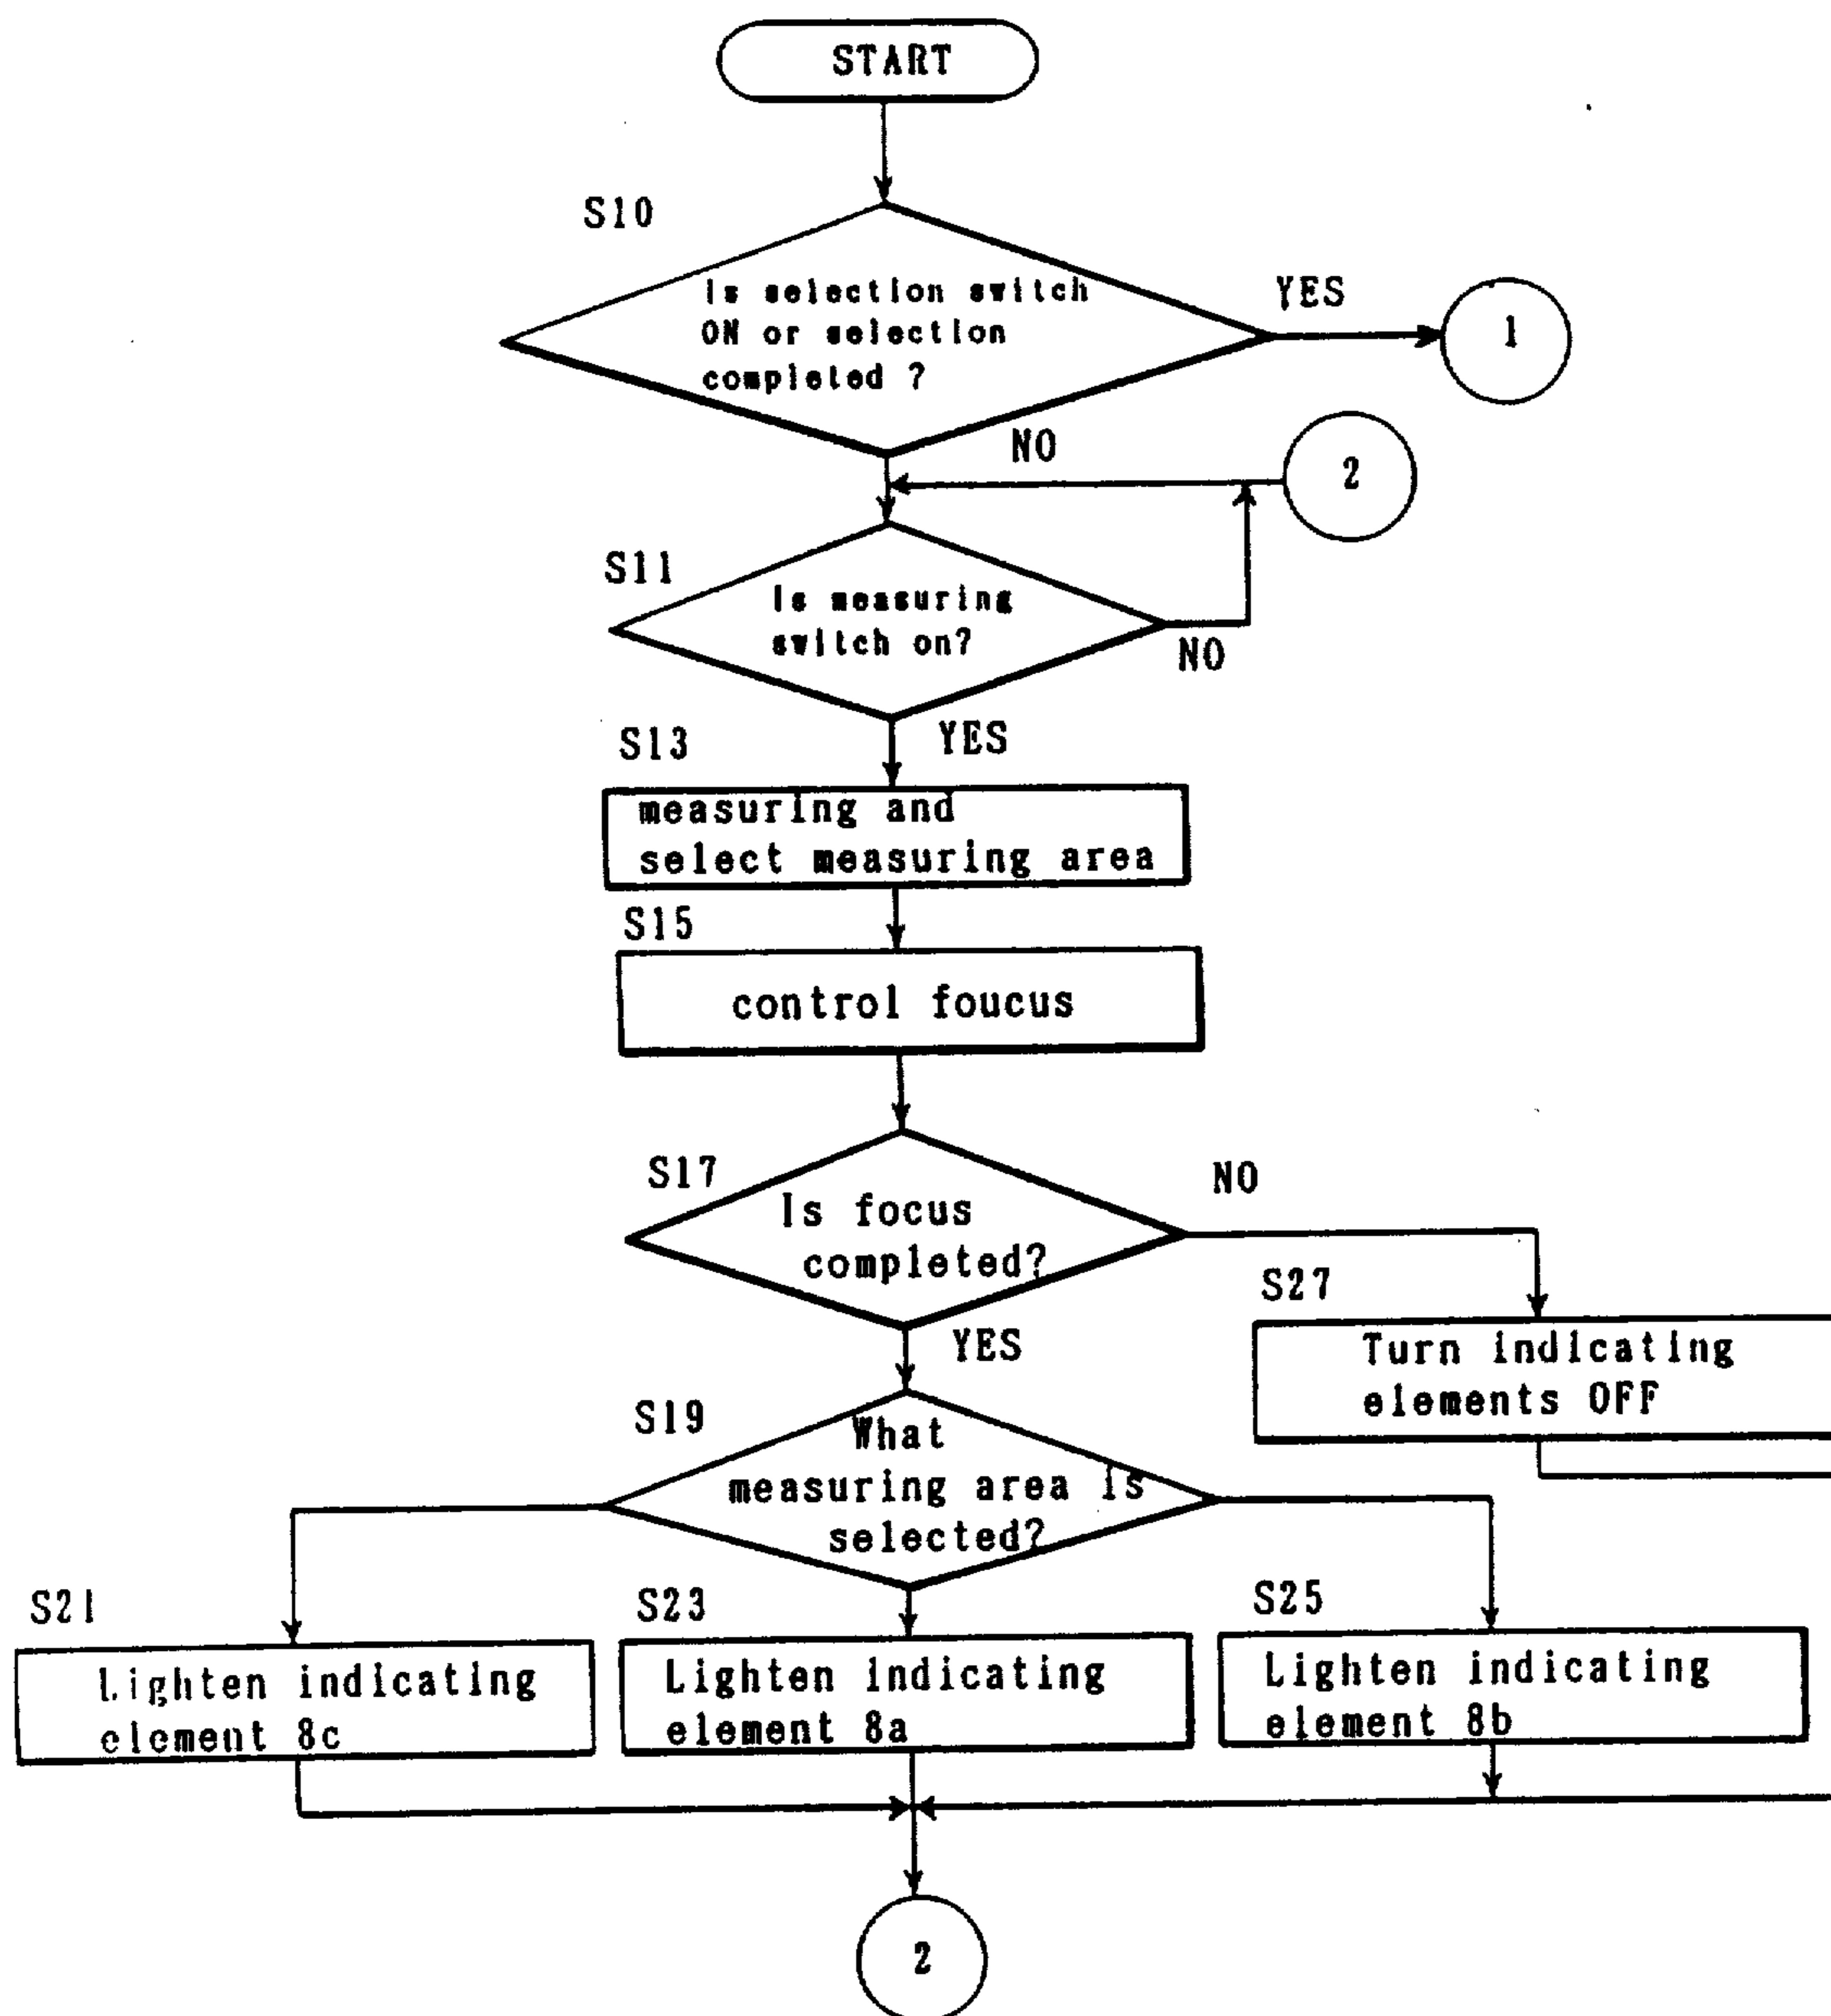 START
S10
Is selection switch
ON or selection
completed ?
YES
1
NO
2
S11
Is measuring
switch on?
NO
YES
S13
measuring and
select measuring area
S15
control foucus
S17
Is focus
completed?
NO
YES
S27
Turn indicating
elements OFF
S19
What
measuring area is
selected?
S21
Lighten indicating
element 8c
S23
Lighten indicating
element 8a
S25
Lighten indicating
element 8b
2